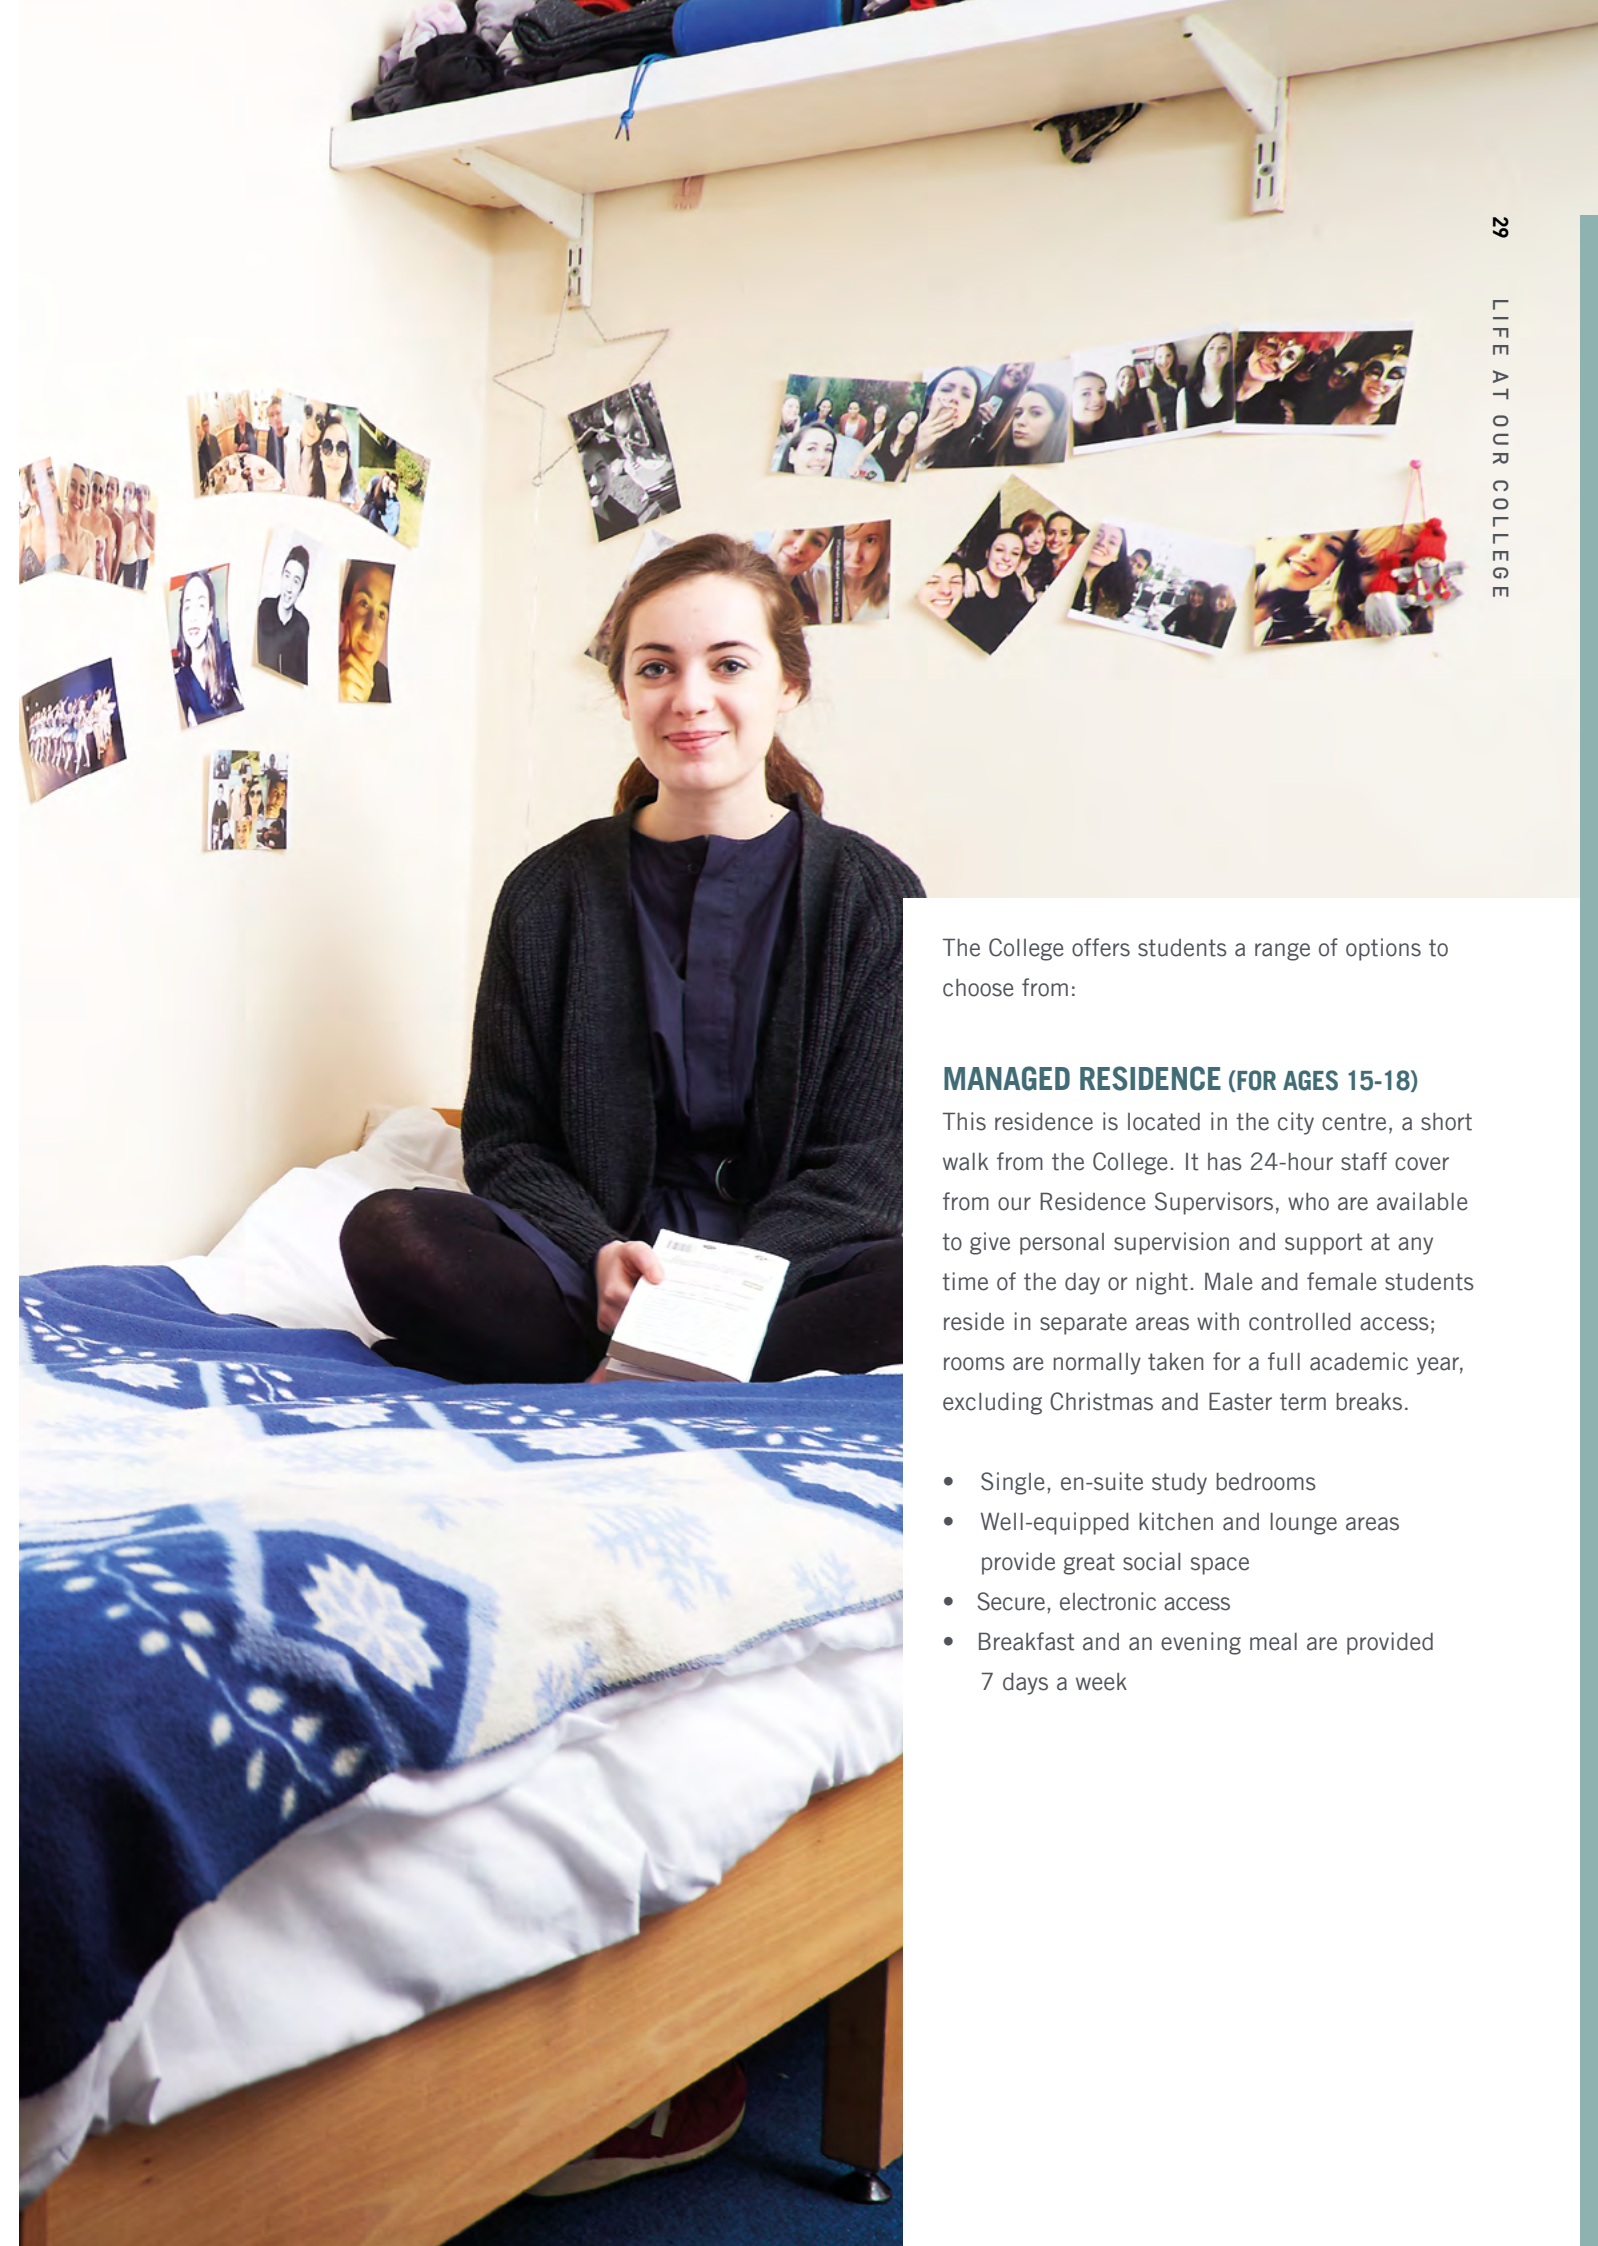 29
LIFE AT OUR COLLEGE
The College offers students a range of options to
choose from:
MANAGED RESIDENCE (FOR AGES 15-18)
This residence is located in the city centre, a short
walk from the College. It has 24-hour staff cover
from our Residence Supervisors, who are available
to give personal supervision and support at any
time of the day or night. Male and female students
reside in separate areas with controlled access;
rooms are normally taken for a full academic year,
excluding Christmas and Easter term breaks.
• Single, en-suite study bedrooms
• Well-equipped kitchen and lounge areas
provide great social space
• Secure, electronic access
• Breakfast and an evening meal are provided
7 days a week